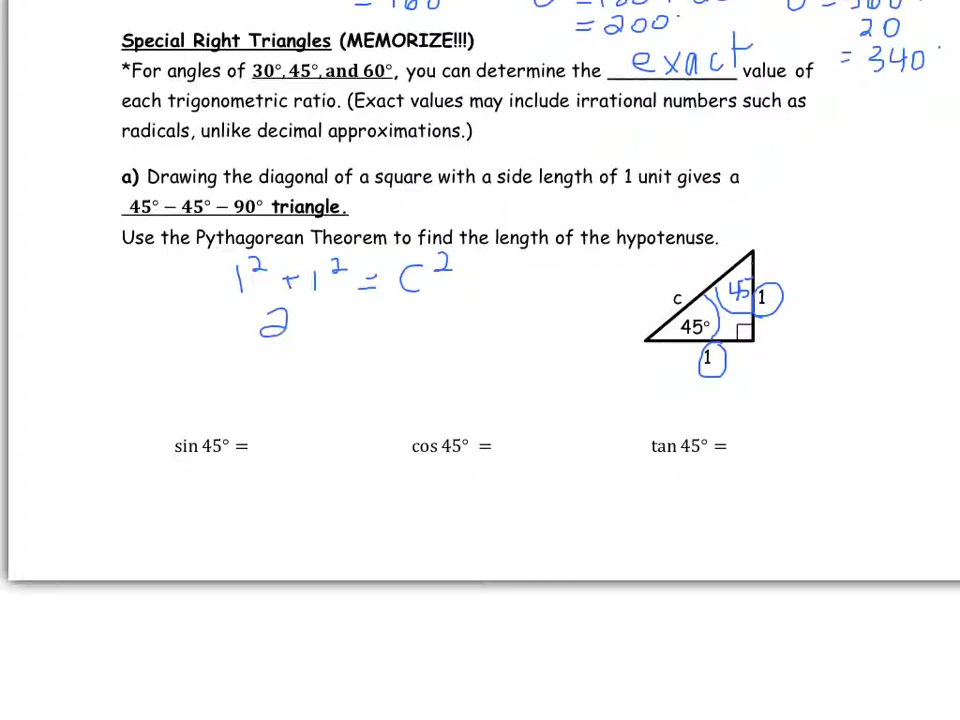 = 200°
20
= 340°
Special Right Triangles (MEMORIZE!!!)
*For angles of 30°, 45°, and 60°, you can determine the exact value of
each trigonometric ratio. (Exact values may include irrational numbers such as
radicals, unlike decimal approximations.)
a) Drawing the diagonal of a square with a side length of 1 unit gives a
45° − 45° − 90° triangle.
Use the Pythagorean Theorem to find the length of the hypotenuse.
1² + 1² = c²
2
c
45
1
45°
1
sin 45° =
cos 45° =
tan 45° =